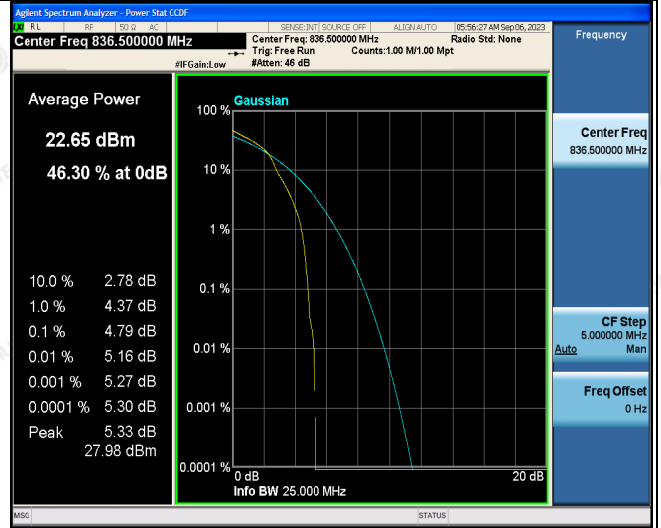 Agilent Spectrum Analyzer - Power Stat CCDF
LXI RL RF 50 Ω AC SENSE:INT SOURCE OFF ALIGN AUTO 05:56:27 AM Sep 06, 2023
Center Freq 836.500000 MHz
Center Freq: 836.500000 MHz Radio Std: None
Trig: Free Run Counts:1.00 M/1.00 Mpt
#IFGain:Low #Atten: 46 dB
Frequency
Average Power
22.65 dBm
46.30 % at 0dB
10.0 % 2.78 dB
1.0 % 4.37 dB
0.1 % 4.79 dB
0.01 % 5.16 dB
0.001 % 5.27 dB
0.0001 % 5.30 dB
Peak 5.33 dB
27.98 dBm
Gaussian
100 %
10 %
1 %
0.1 %
0.01 %
0.001 %
0.0001 %
0 dB 20 dB
Info BW 25.000 MHz
Center Freq
836.500000 MHz
CF Step
5.000000 MHz
Auto Man
Freq Offset
0 Hz
MSG STATUS